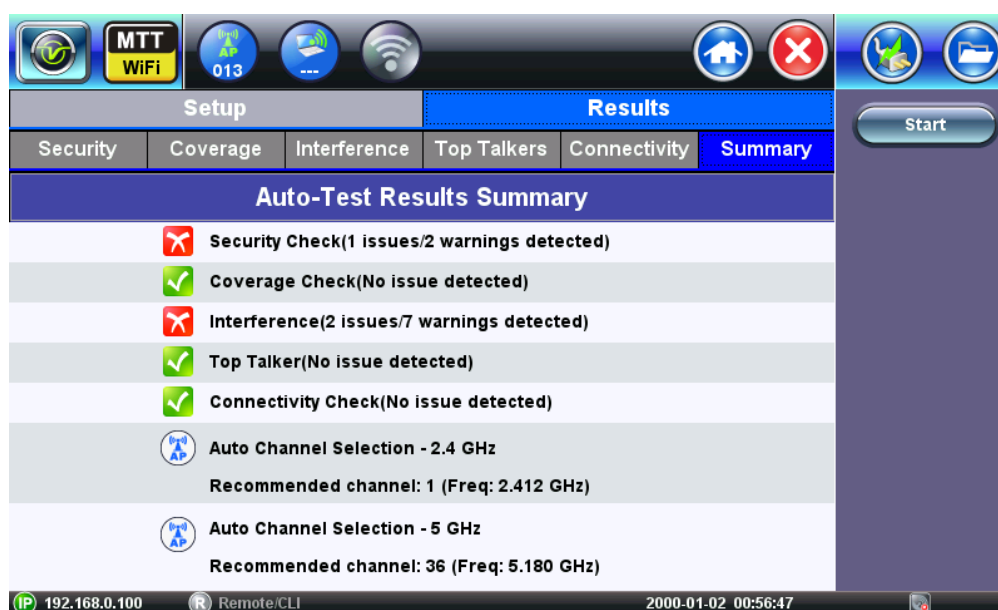 MTT
WiFi
AP
013
---
Setup
Results
Start
Security
Coverage
Interference
Top Talkers
Connectivity
Summary
Auto-Test Results Summary
Security Check(1 issues/2 warnings detected)
Coverage Check(No issue detected)
Interference(2 issues/7 warnings detected)
Top Talker(No issue detected)
Connectivity Check(No issue detected)
AP
Auto Channel Selection - 2.4 GHz
Recommended channel: 1 (Freq: 2.412 GHz)
AP
Auto Channel Selection - 5 GHz
Recommended channel: 36 (Freq: 5.180 GHz)
IP 192.168.0.100
R Remote/CLI
2000-01-02 00:56:47